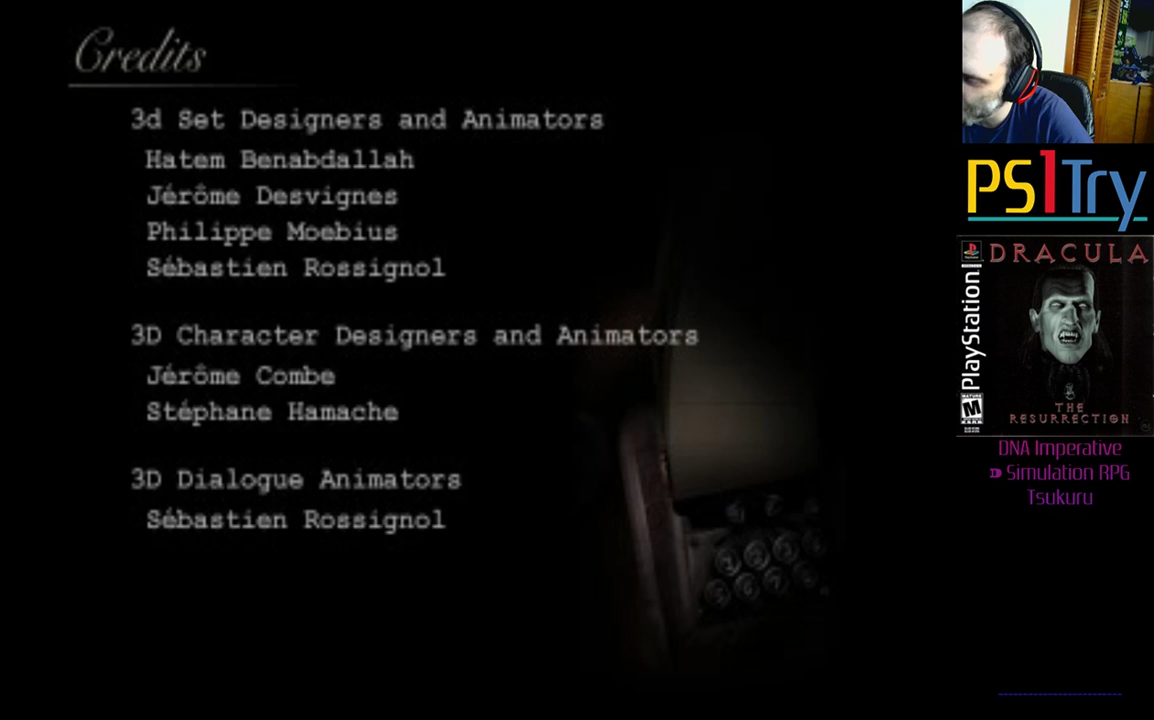 Credits
3d Set Designers and Animators
Hatem Benabdallah
Jérôme Desvignes
Philippe Moebius
Sébastien Rossignol
3D Character Designers and Animators
Jérôme Combe
Stéphane Hamache
3D Dialogue Animators
Sébastien Rossignol
PS1Try
PlayStation
DRACULA
THE
RESURRECTION
MATURE
M
DNA Imperative
Simulation RPG
Tsukuru